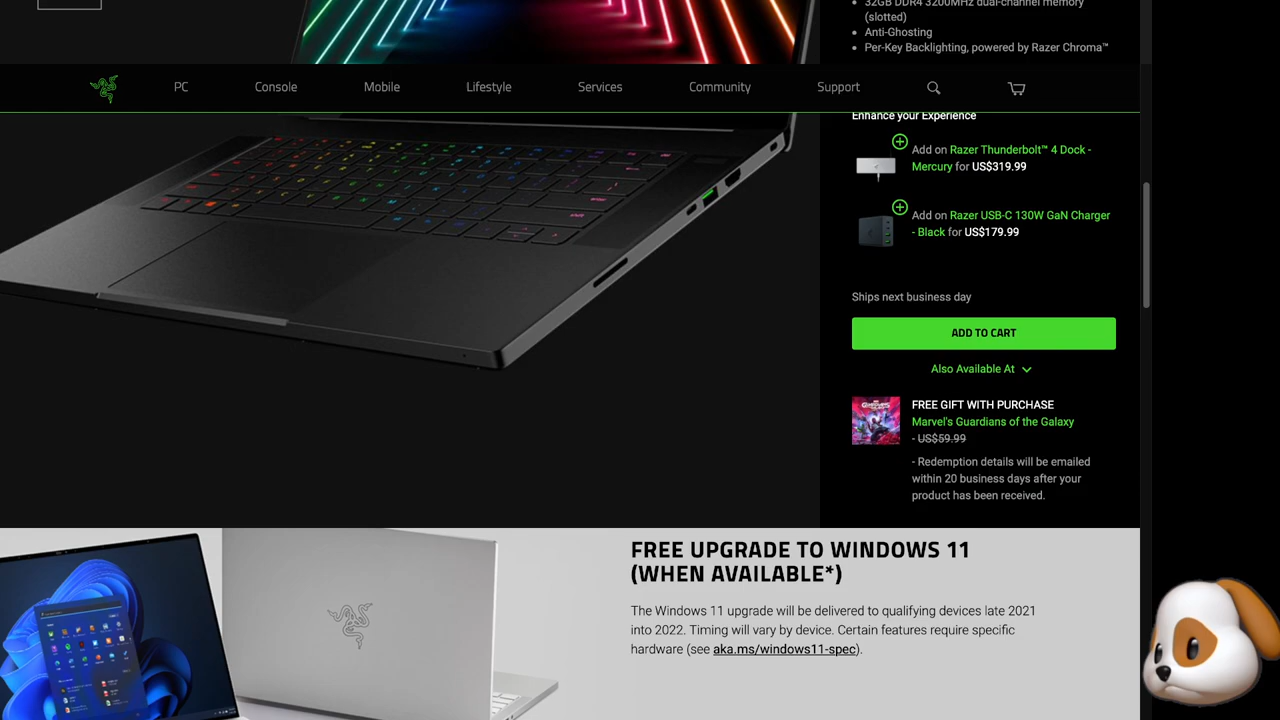 32GB DDR4 3200MHz dual-channel memory
(slotted)
Anti-Ghosting
Per-Key Backlighting, powered by Razer Chroma™
PC
Console
Mobile
Lifestyle
Services
Community
Support
Enhance your Experience
Add on Razer Thunderbolt™ 4 Dock -
Mercury for US$319.99
Add on Razer USB-C 130W GaN Charger
- Black for US$179.99
Ships next business day
ADD TO CART
Also Available At
FREE GIFT WITH PURCHASE
Marvel's Guardians of the Galaxy
- US$59.99
- Redemption details will be emailed
within 20 business days after your
product has been received.
FREE UPGRADE TO WINDOWS 11
(WHEN AVAILABLE*)
The Windows 11 upgrade will be delivered to qualifying devices late 2021
into 2022. Timing will vary by device. Certain features require specific
hardware (see aka.ms/windows11-spec).